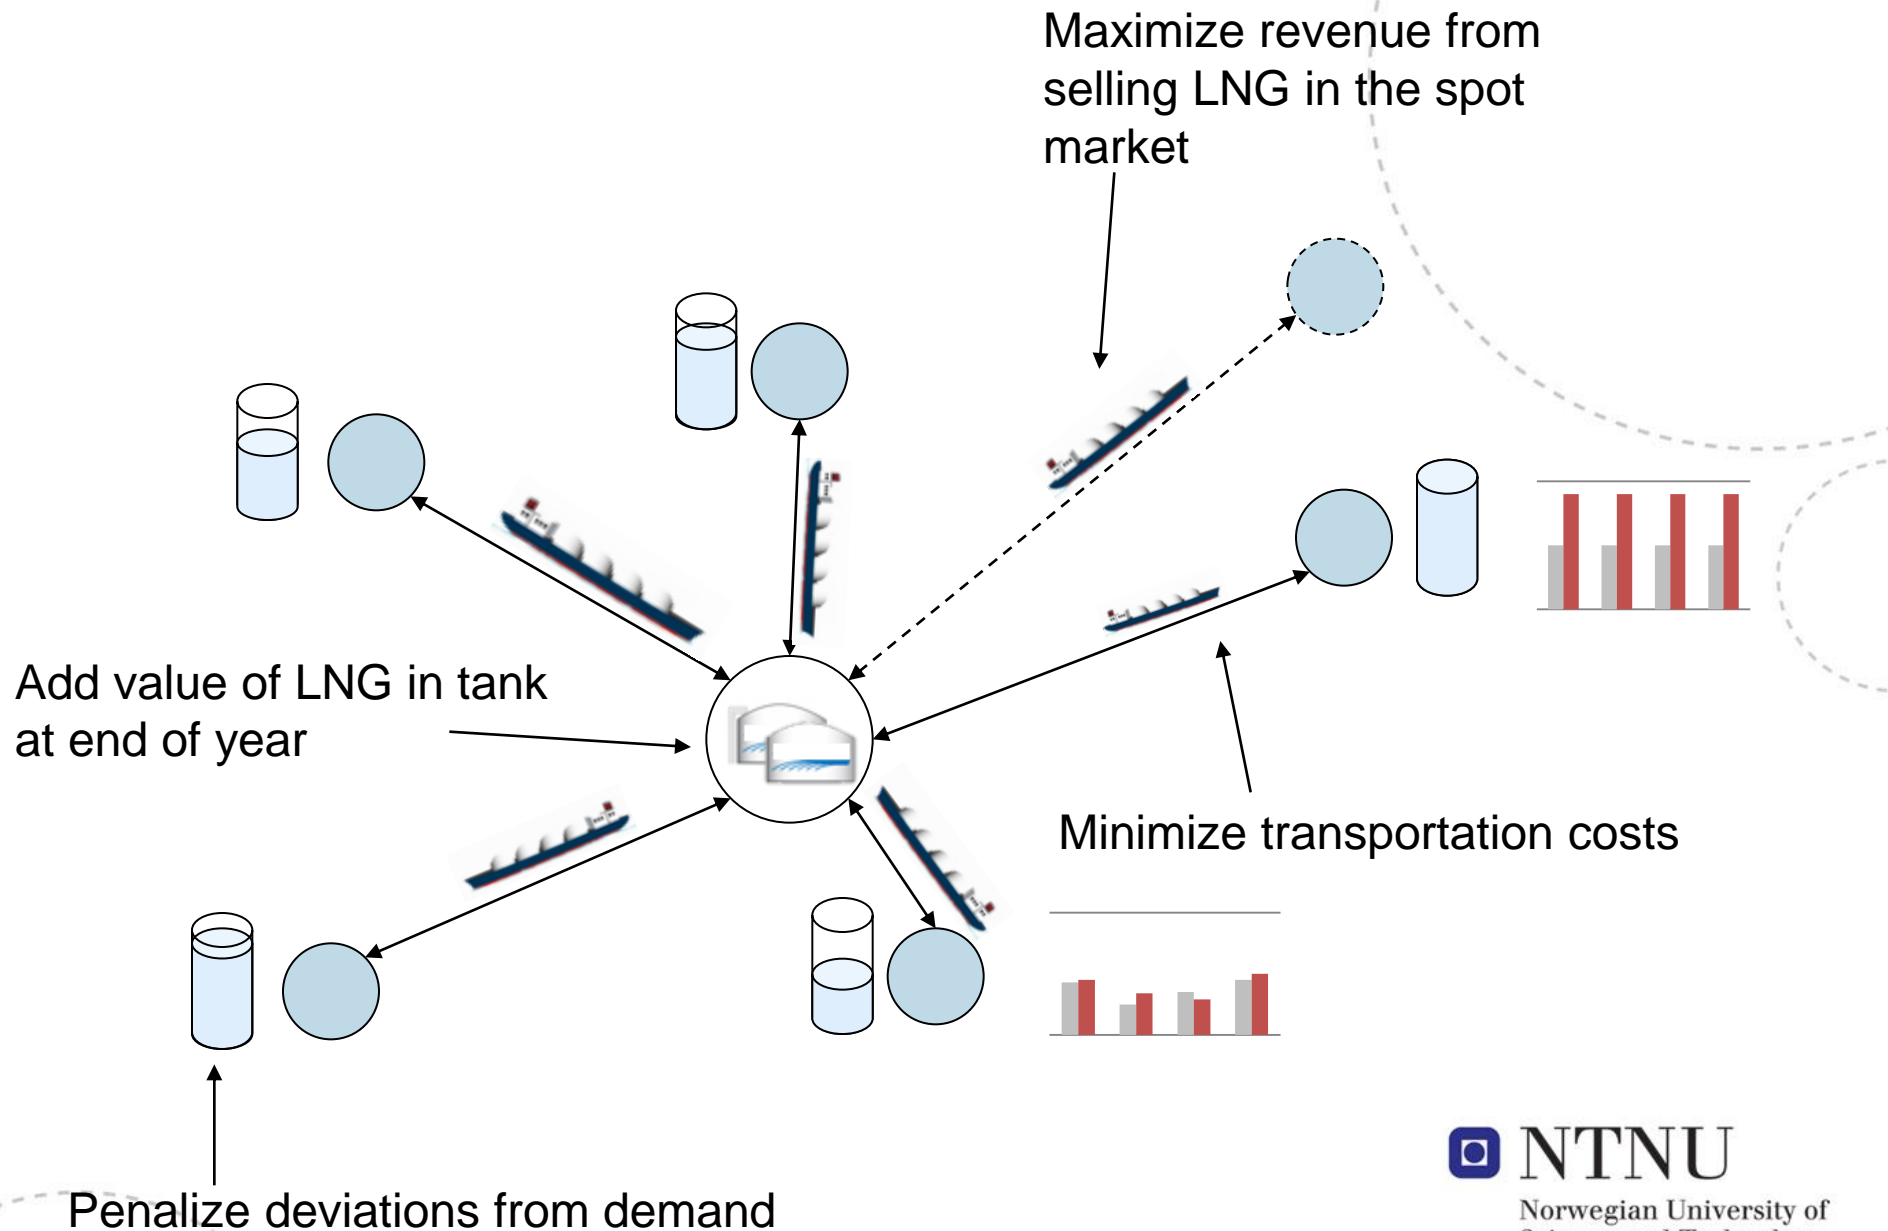 Maximize revenue from
selling LNG in the spot
market
Add value of LNG in tank
at end of year
Minimize transportation costs
Penalize deviations from demand
NTNU
Norwegian University of